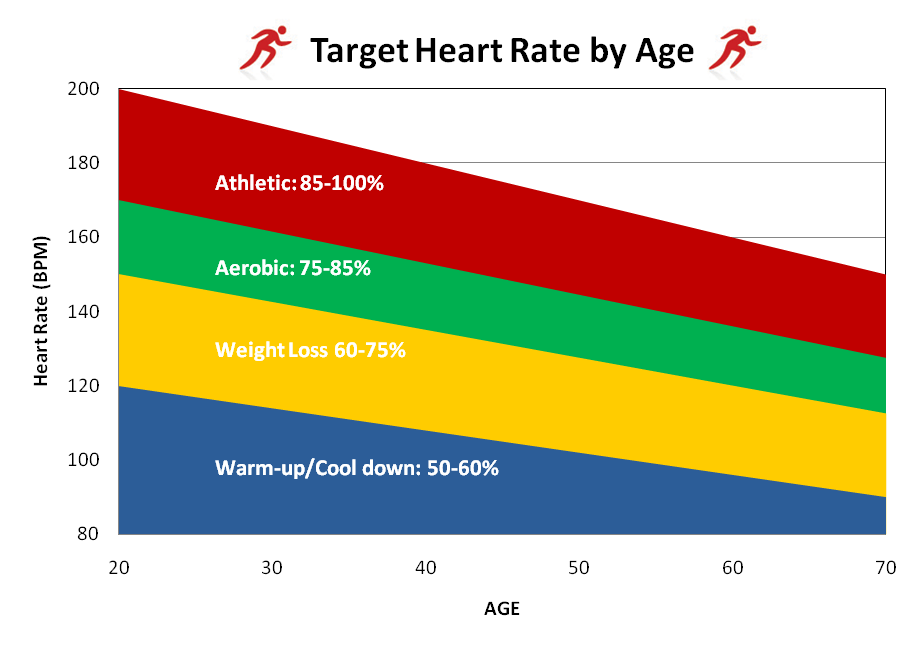 Target Heart Rate by Age
200
180
160
140
120
100
80
Heart Rate (BPM)
Athletic: 85-100%
Aerobic: 75-85%
Weight Loss 60-75%
Warm-up/Cool down: 50-60%
20 30 40 50 60 70
AGE